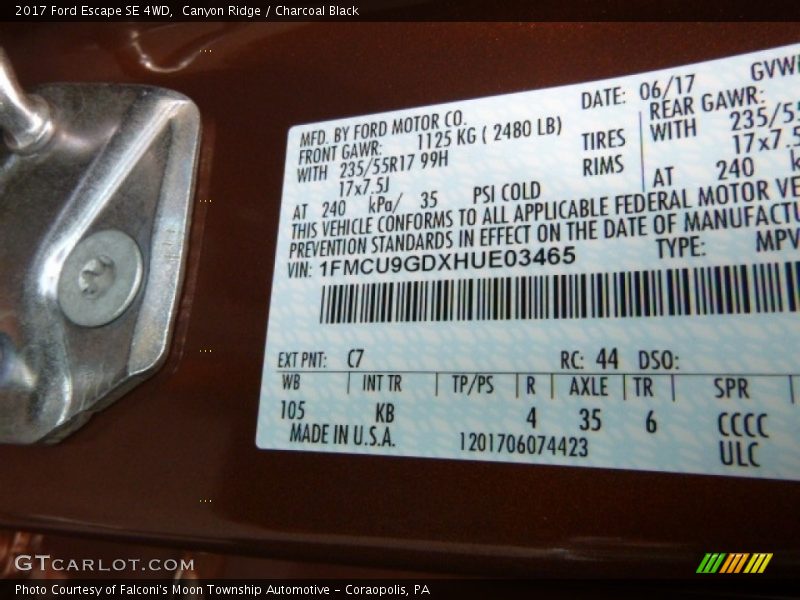 2017 Ford Escape SE 4WD, Canyon Ridge / Charcoal Black
MFD. BY FORD MOTOR CO. DATE: 06/17
FRONT GAWR: 1125 KG ( 2480 LB) REAR GAWR:
WITH 235/55R17 99H TIRES WITH
17x7.5J RIMS 17x7.5
AT 240 kPa/ 35 PSI COLD AT 240
THIS VEHICLE CONFORMS TO ALL APPLICABLE FEDERAL MOTOR
PREVENTION STANDARDS IN EFFECT ON THE DATE OF
VIN: 1FMCU9GDXHUE03465 TYPE: MPV
EXT PNT: C7 RC: 44 DSO:
WB INT TR TP/PS R AXLE TR SPR
105 KB 4 35 6 CCCC
MADE IN U.S.A. 1201706074423 ULC
GTCARLOT.COM
Photo Courtesy of Falconi's Moon Township Automotive - Coraopolis, PA